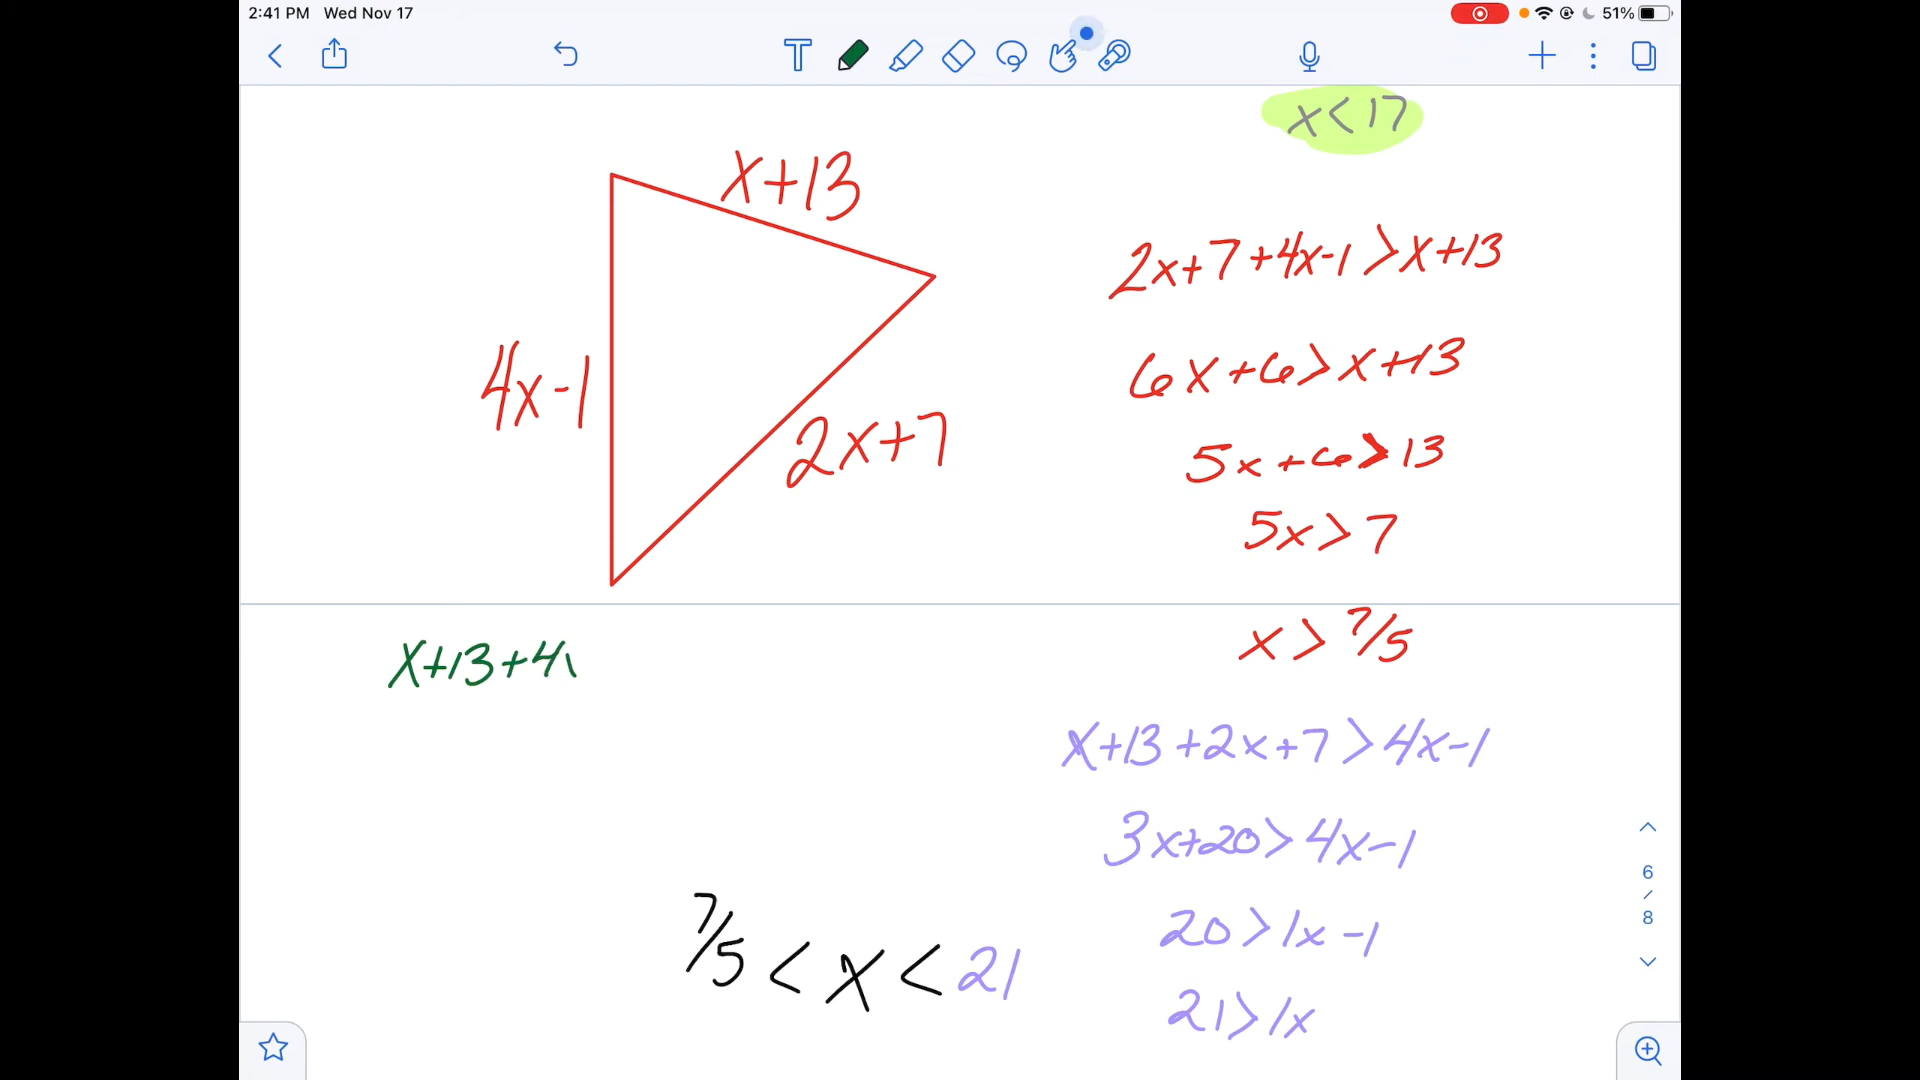 2:41 PM Wed Nov 17
51%
x<17
x+13
4x-1
2x+7
2x+7+4x-1>x+13
6x+6>x+13
5x+6>13
5x>7
x>7/5
x+13+4
x+13+2x+7>4x-1
3x+20>4x-1
20>1x-1
21>1x
7/5<x<21
6
/
8